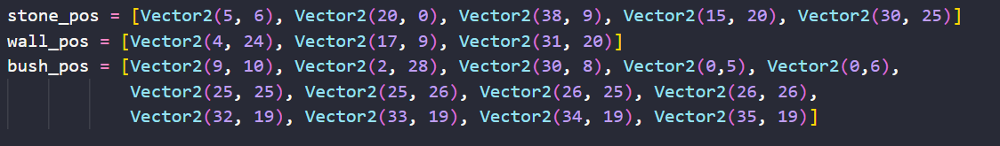 stone_pos = [Vector2(5, 6), Vector2(20, 0), Vector2(38, 9), Vector2(15, 20), Vector2(30, 25)]
wall_pos = [Vector2(4, 24), Vector2(17, 9), Vector2(31, 20)]
bush_pos = [Vector2(9, 10), Vector2(2, 28), Vector2(30, 8), Vector2(0,5), Vector2(0,6),
Vector2(25, 25), Vector2(25, 26), Vector2(26, 25), Vector2(26, 26),
Vector2(32, 19), Vector2(33, 19), Vector2(34, 19), Vector2(35, 19)]